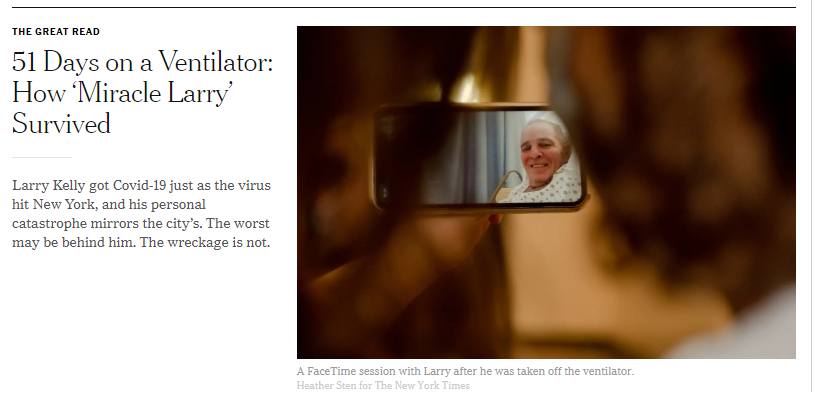 THE GREAT READ
51 Days on a Ventilator:
How ‘Miracle Larry’
Survived
Larry Kelly got Covid-19 just as the virus
hit New York, and his personal
catastrophe mirrors the city’s. The worst
may be behind him. The wreckage is not.
A FaceTime session with Larry after he was taken off the ventilator.
Heather Sten for The New York Times